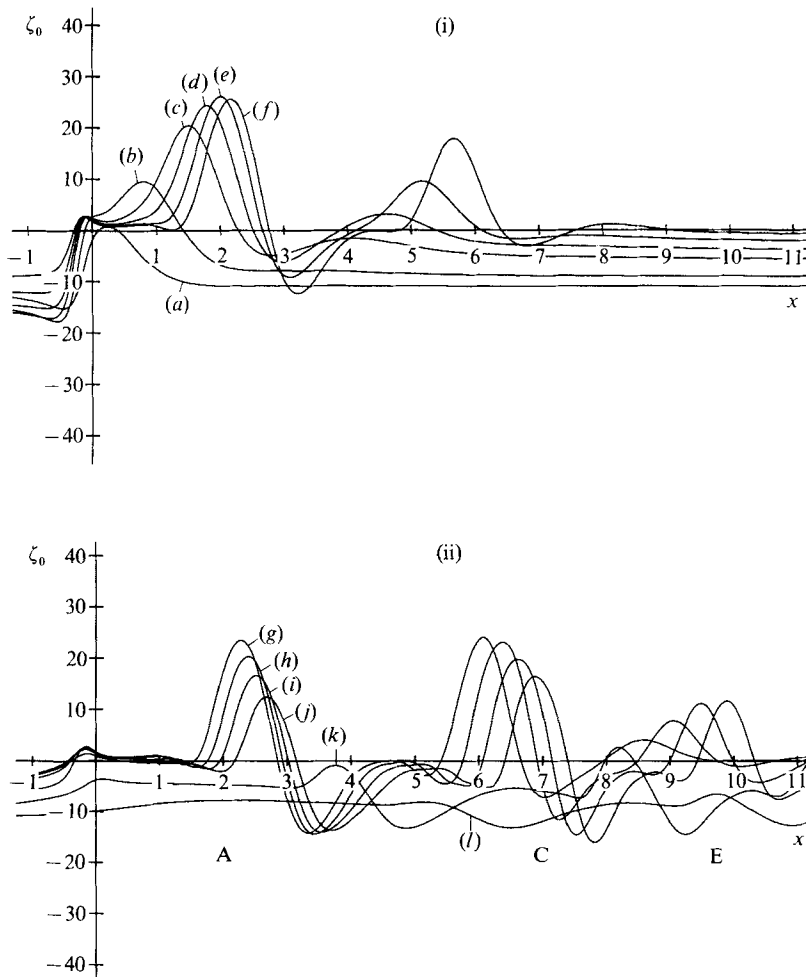 ζ₀ 40 (i)
30
(d) (e)
(c) (f)
20
(b)
10
−1 1 2 3 4 5 6 7 8 9 10 11
−10
(a) x
−20
−30
−40
ζ₀ 40 (ii)
30
(g)
20 (h)
(i)
10 (j)
(k)
−1 1 2 3 4 5 6 7 8 9 10 11
−10
(l) x
−20 A C E
−30
−40